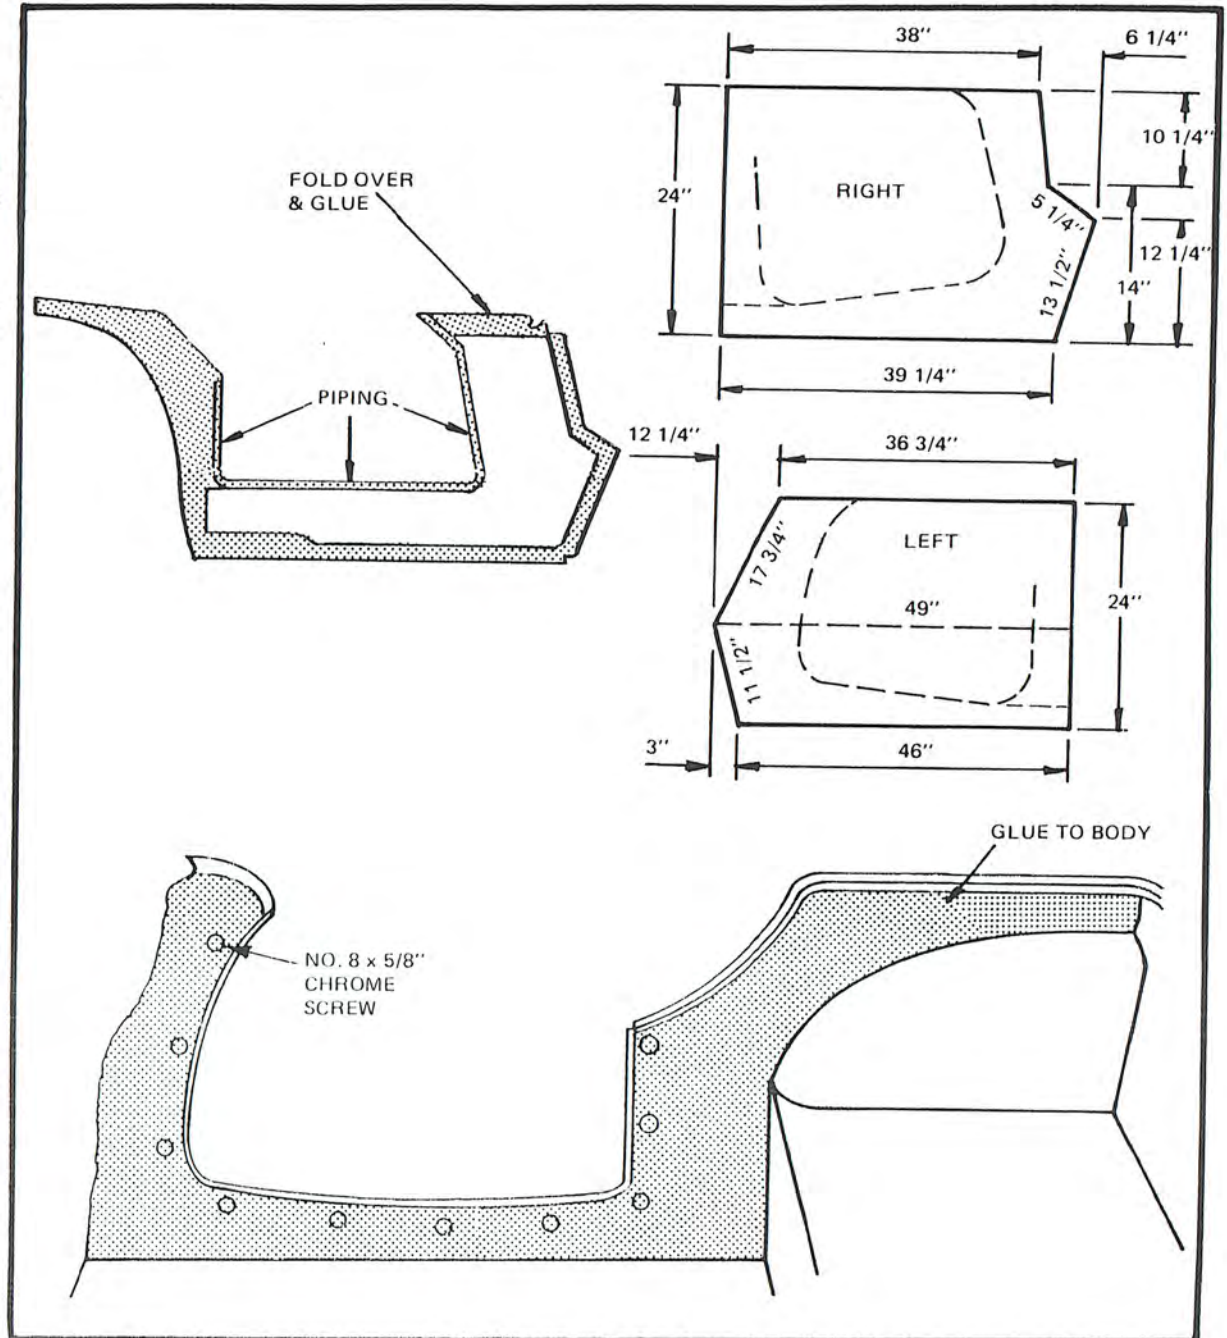 38"
6 1/4"
10 1/4"
FOLD OVER
& GLUE
24"
RIGHT
5 1/4"
12 1/4"
13 1/2"
14"
39 1/4"
PIPING
12 1/4"
36 3/4"
17 3/4"
LEFT
49"
24"
11 1/2"
3"
46"
GLUE TO BODY
NO. 8 x 5/8"
CHROME
SCREW